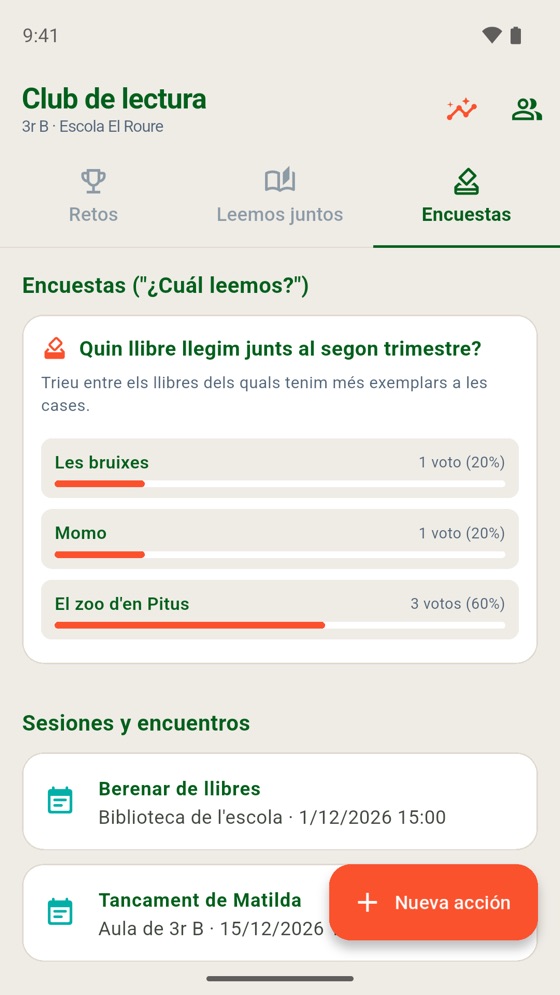 9:41
Club de lectura
3r B · Escola El Roure
Retos
Leemos juntos
Encuestas
Encuestas ("¿Cuál leemos?")
Quin llibre llegim junts al segon trimestre?
Trieu entre els llibres dels quals tenim més exemplars a les
cases.
Les bruixes
1 voto (20%)
Momo
1 voto (20%)
El zoo d'en Pitus
3 votos (60%)
Sesiones y encuentros
Berenar de llibres
Biblioteca de l'escola · 1/12/2026 15:00
Tancament de Matilda
Aula de 3r B · 15/12/2026
Nueva acción